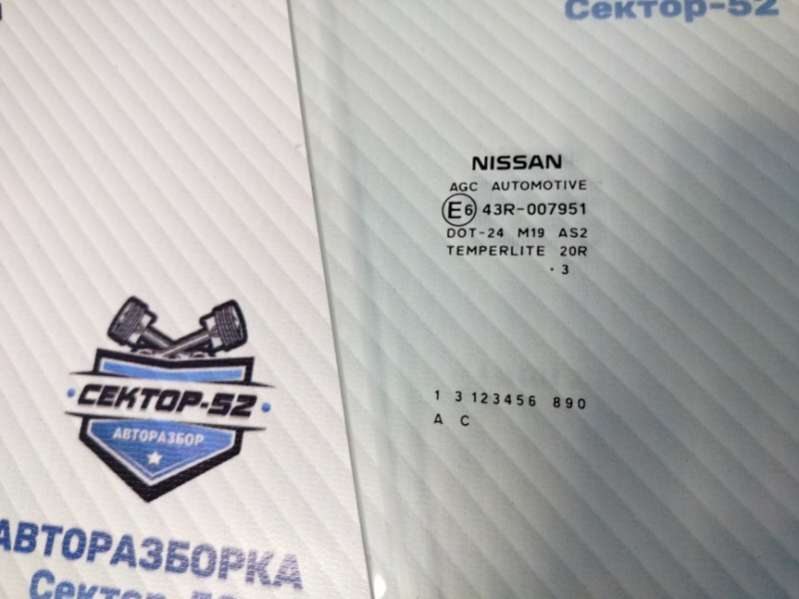 Сектор-52
NISSAN
AGC AUTOMOTIVE
E6 43R-007951
DOT-24 M19 AS2
TEMPERLITE 20R
· 3
1 3 123456 890
A C
СЕКТОР-52
АВТОРАЗБОР
АВТОРАЗБОРКА